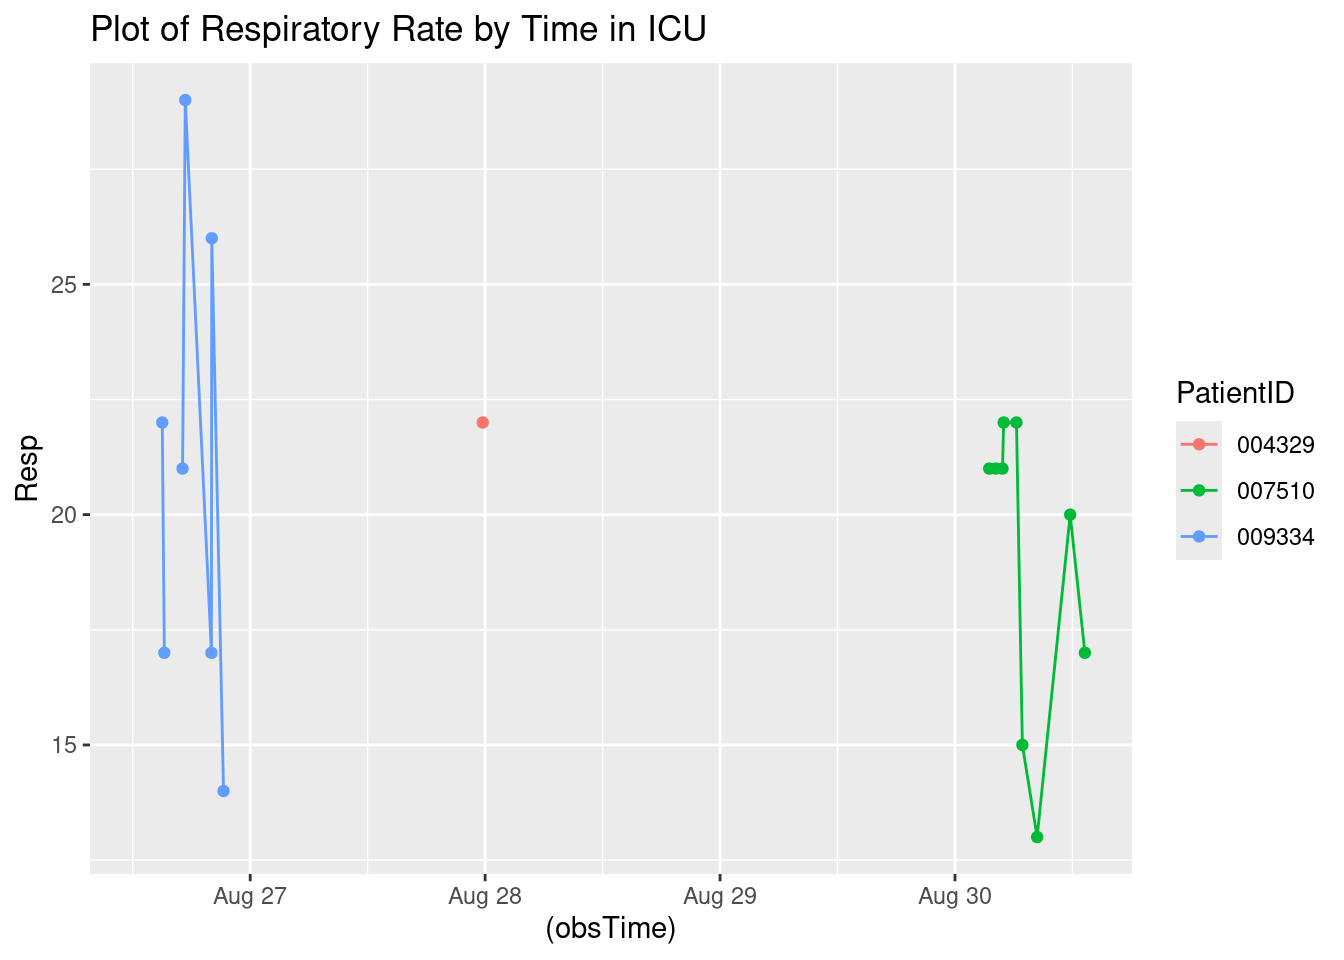 Plot of Respiratory Rate by Time in ICU
25
20
15
Resp
Aug 27
Aug 28
Aug 29
Aug 30
(obsTime)
PatientID
004329
007510
009334